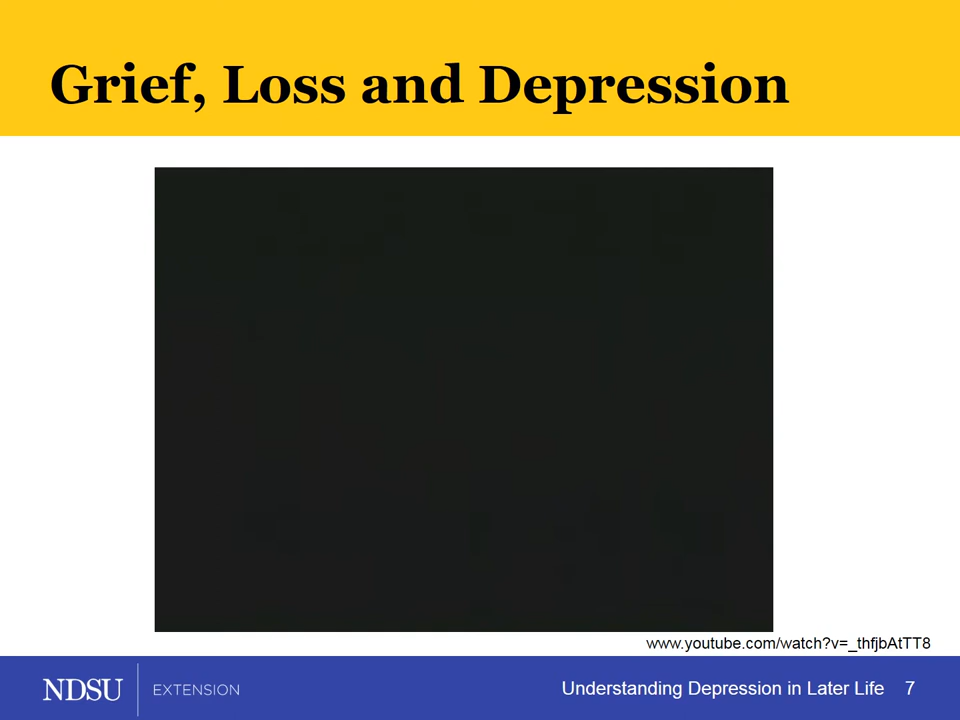 Grief, Loss and Depression
www.youtube.com/watch?v=_thfjbAtTT8
NDSU EXTENSION
Understanding Depression in Later Life 7